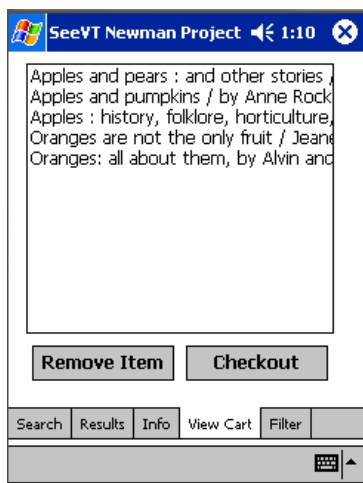 SeeVT Newman Project 1:10
Apples and pears : and other stories /
Apples and pumpkins / by Anne Rock
Apples : history, folklore, horticulture,
Oranges are not the only fruit / Jeane
Oranges: all about them, by Alvin and
Remove Item Checkout
Search Results Info View Cart Filter